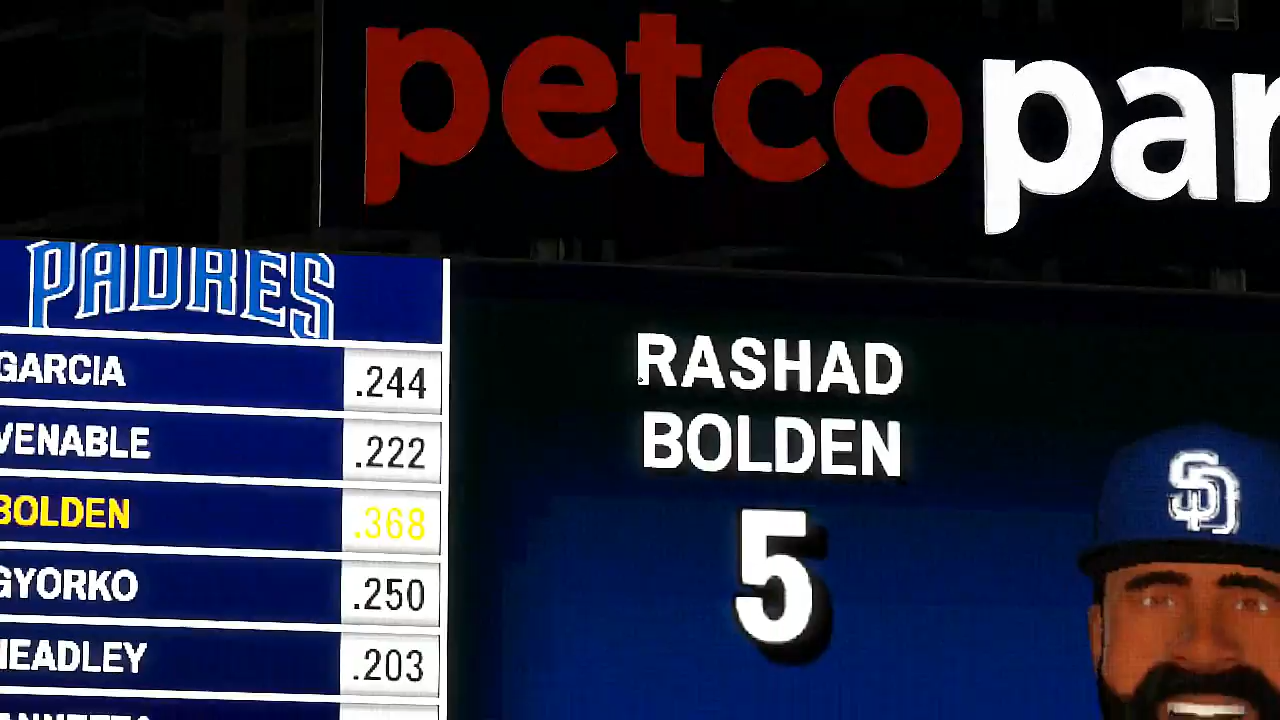 petcopar
PADRES
GARCIA .244
VENABLE .222
BOLDEN .368
GYORKO .250
HEADLEY .203
RASHAD
BOLDEN
5
SD